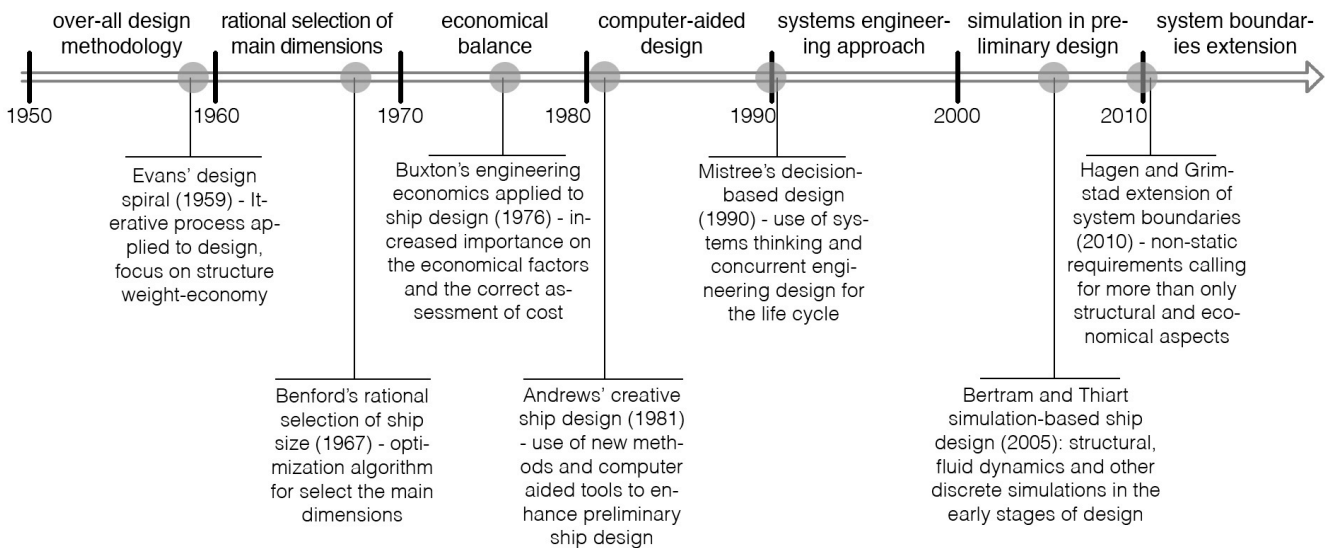 over-all design
methodology
rational selection of
main dimensions
economical
balance
computer-aided
design
systems engineer-
ing approach
simulation in pre-
liminary design
system boundar-
ies extension
1950
1960
1970
1980
1990
2000
2010
Evans’ design
spiral (1959) - It-
erative process ap-
plied to design,
focus on structure
weight-economy
Benford’s rational
selection of ship
size (1967) - opti-
mization algorithm
for select the main
dimensions
Buxton’s engineering
economics applied to
ship design (1976) - in-
creased importance on
the economical factors
and the correct as-
sessment of cost
Andrews’ creative
ship design (1981)
- use of new meth-
ods and computer
aided tools to en-
hance preliminary
ship design
Mistree’s decision-
based design
(1990) - use of sys-
tems thinking and
concurrent engi-
neering design for
the life cycle
Bertram and Thiart
simulation-based ship
design (2005): structural,
fluid dynamics and other
discrete simulations in the
early stages of design
Hagen and Grim-
stad extension of
system boundaries
(2010) - non-static
requirements calling
for more than only
structural and eco-
nomical aspects